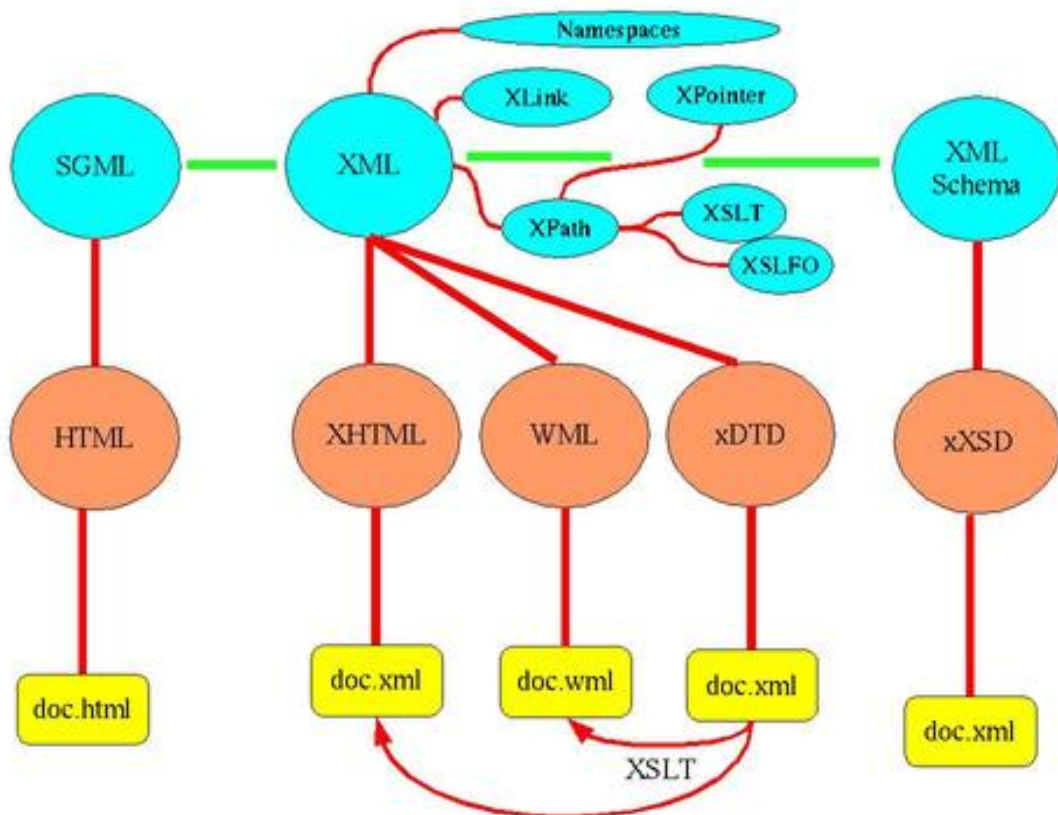 Namespaces
XLink
XPointer
SGML
XML
XML
Schema
XPath
XSLT
XSLFO
HTML
XHTML
WML
xDTD
xXSD
doc.html
doc.xml
doc.wml
doc.xml
doc.xml
XSLT